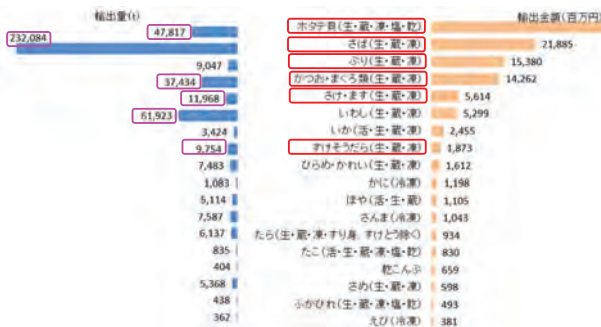 輸出量(t) 輸出金額(百万円)
47,817 ホタテ貝(生・蔵・凍・塩・乾)
232,084 さば(生・蔵・凍) 21,885
9,047 ぶり(生・蔵・凍) 15,380
37,434 かつお・まぐろ類(生・蔵・凍) 14,262
11,968 さけ・ます(生・蔵・凍) 5,614
61,923 いわし(生・蔵・凍) 5,299
3,424 いか(活・生・蔵・凍) 2,455
9,754 すけそうだら(生・蔵・凍) 1,873
7,483 ひらめ・かれい(生・蔵・凍) 1,612
1,083 かに(冷凍) 1,198
5,114 ほや(活・生・蔵) 1,105
7,587 さんま(冷凍) 1,043
6,137 たら(生・蔵・凍・すり身、すけとう除く) 934
835 たこ(活・生・蔵・凍・塩・乾) 830
404 乾こんぶ 659
5,368 さめ(生・蔵・凍) 598
438 ふかひれ(生・蔵・凍・塩・乾) 493
362 えび(冷凍) 381